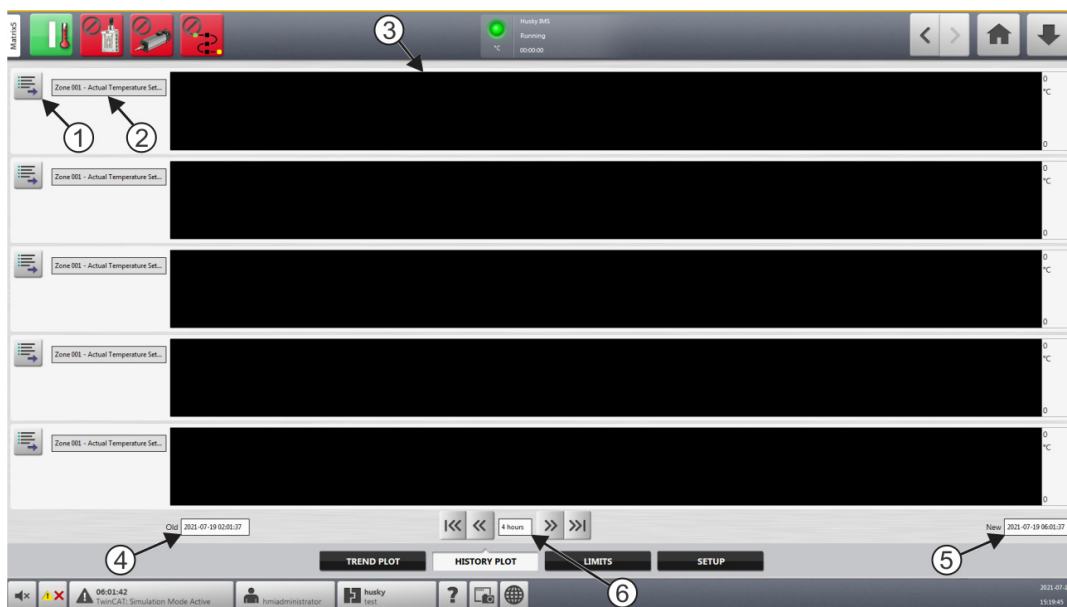 Matrix5
Husky IMS
Running
°C
00:00:00
3
Zone 001 - Actual Temperature Set...
0
°C
0
1
2
Zone 001 - Actual Temperature Set...
0
°C
0
Zone 001 - Actual Temperature Set...
0
°C
0
Zone 001 - Actual Temperature Set...
0
°C
0
Zone 001 - Actual Temperature Set...
0
°C
0
Old 2021-07-19 02:01:37
4 hours
New 2021-07-19 06:01:37
4
5
TREND PLOT
HISTORY PLOT
LIMITS
SETUP
6
06:01:42
TwinCAT: Simulation Mode Active
hmiadministrator
husky
test
?
15:19:45